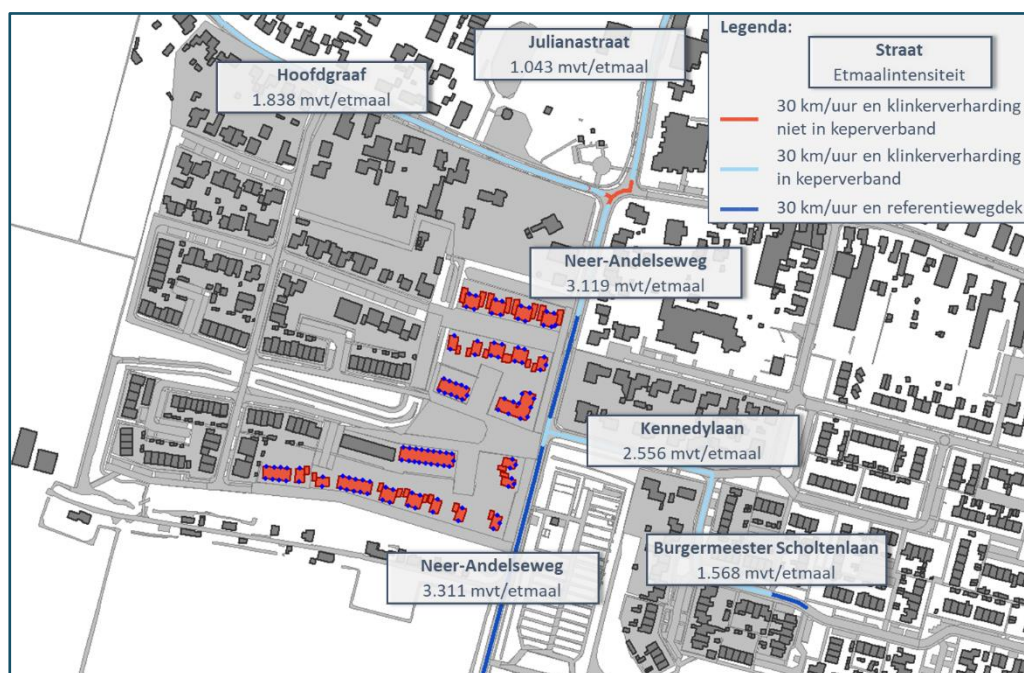 Legenda:
Straat
Etmaalintensiteit
30 km/uur en klinkerverharding
niet in keperverband
30 km/uur en klinkerverharding
in keperverband
30 km/uur en referentiewegdek
Julianastraat
1.043 mvt/etmaal
Hoofdgraaf
1.838 mvt/etmaal
Neer-Andelseweg
3.119 mvt/etmaal
Kennedylaan
2.556 mvt/etmaal
Burgermeester Scholtenlaan
1.568 mvt/etmaal
Neer-Andelseweg
3.311 mvt/etmaal